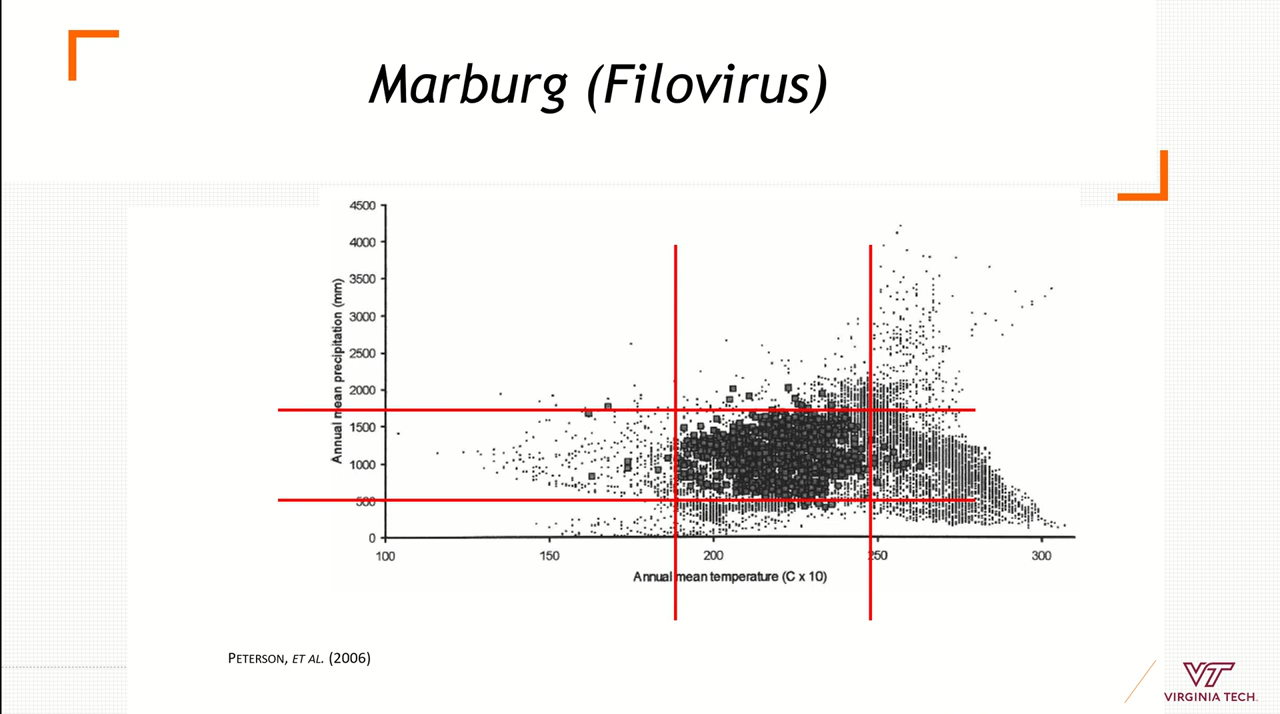 Marburg (Filovirus)
4500
4000
3500
3000
2500
2000
1500
1000
500
0
Annual mean precipitation (mm)
100 150 200 250 300
Annual mean temperature (C x 10)
PETERSON, ET AL. (2006)
VT
VIRGINIA TECH.